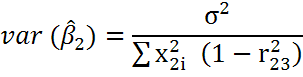 var (β̂₂) = σ² / ∑ x²₂ᵢ (1 − r²₂₃)